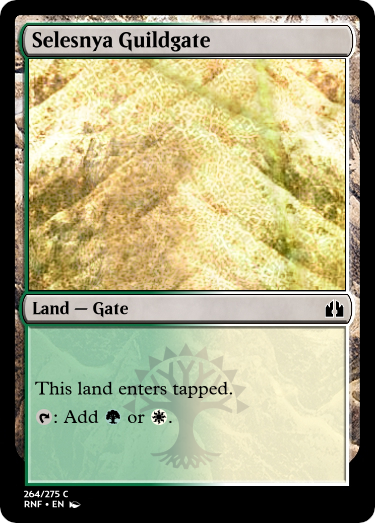 Selesnya Guildgate
Land — Gate
This land enters tapped.
: Add or .
264/275 C
RNF • EN